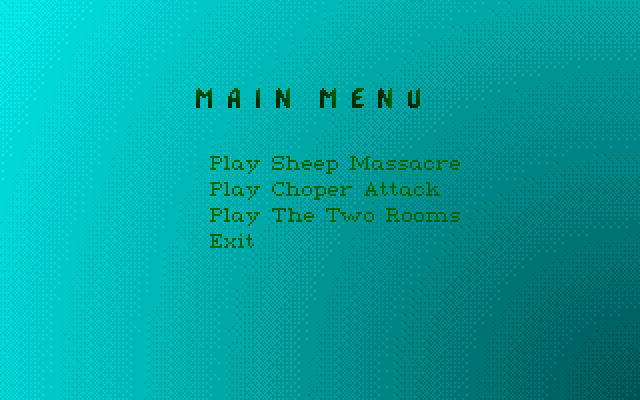 MAIN MENU
Play Sheep Massacre
Play Choper Attack
Play The Two Rooms
Exit